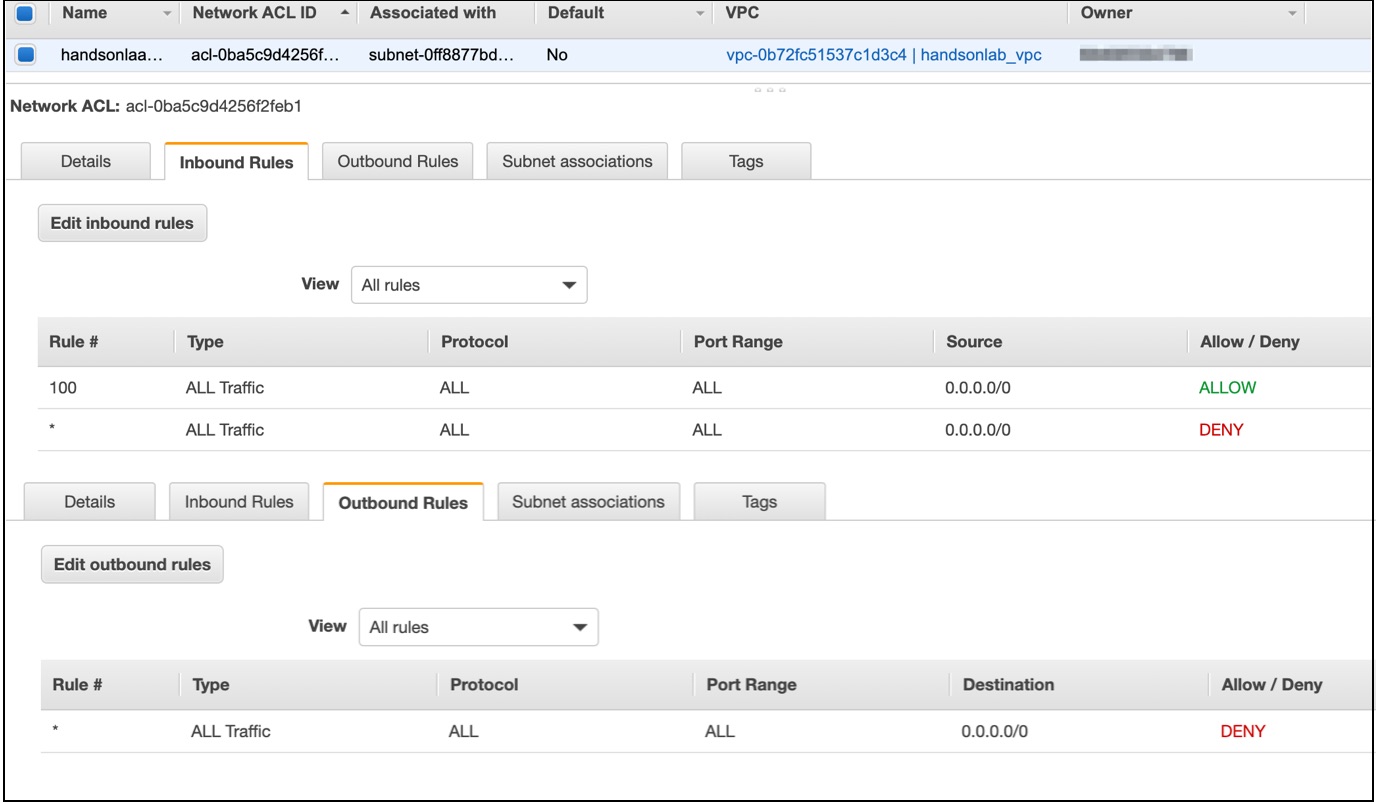 Name Network ACL ID Associated with Default VPC Owner
handsonlaa… acl-0ba5c9d4256f… subnet-0ff8877bd… No vpc-0b72fc51537c1d3c4 | handsonlab_vpc
Network ACL: acl-0ba5c9d4256f2feb1
Details Inbound Rules Outbound Rules Subnet associations Tags
Edit inbound rules
View All rules
Rule # Type Protocol Port Range Source Allow / Deny
100 ALL Traffic ALL ALL 0.0.0.0/0 ALLOW
* ALL Traffic ALL ALL 0.0.0.0/0 DENY
Details Inbound Rules Outbound Rules Subnet associations Tags
Edit outbound rules
View All rules
Rule # Type Protocol Port Range Destination Allow / Deny
* ALL Traffic ALL ALL 0.0.0.0/0 DENY